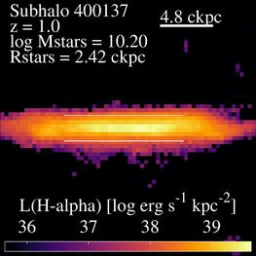 Subhalo 400137
4.8 ckpc
z = 1.0
log Mstars = 10.20
Rstars = 2.42 ckpc
L(H-alpha) [log erg s⁻¹ kpc⁻²]
36 37 38 39